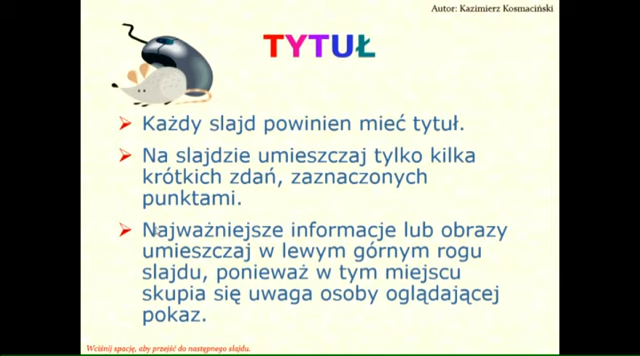 Autor: Kazimierz Kosmaciński
TYTUŁ
Każdy slajd powinien mieć tytuł.
Na slajdzie umieszczaj tylko kilka
krótkich zdań, zaznaczonych
punktami.
Najważniejsze informacje lub obrazy
umieszczaj w lewym górnym rogu
slajdu, ponieważ w tym miejscu
skupia się uwaga osoby oglądającej
pokaz.
Wciśnij spację, aby przejść do następnego slajdu.